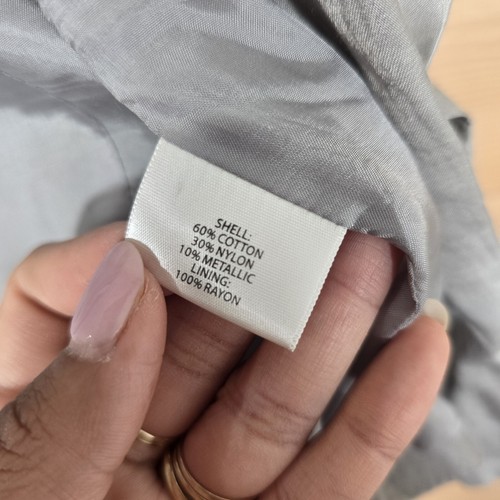 SHELL:
60% COTTON
30% NYLON
10% METALLIC
LINING:
100% RAYON